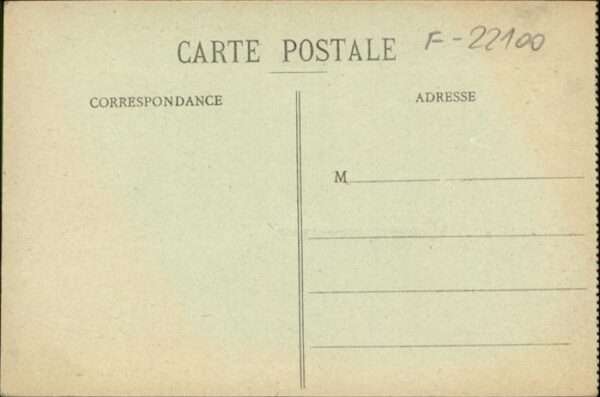 CARTE POSTALE F-22100
CORRESPONDANCE
ADRESSE
M